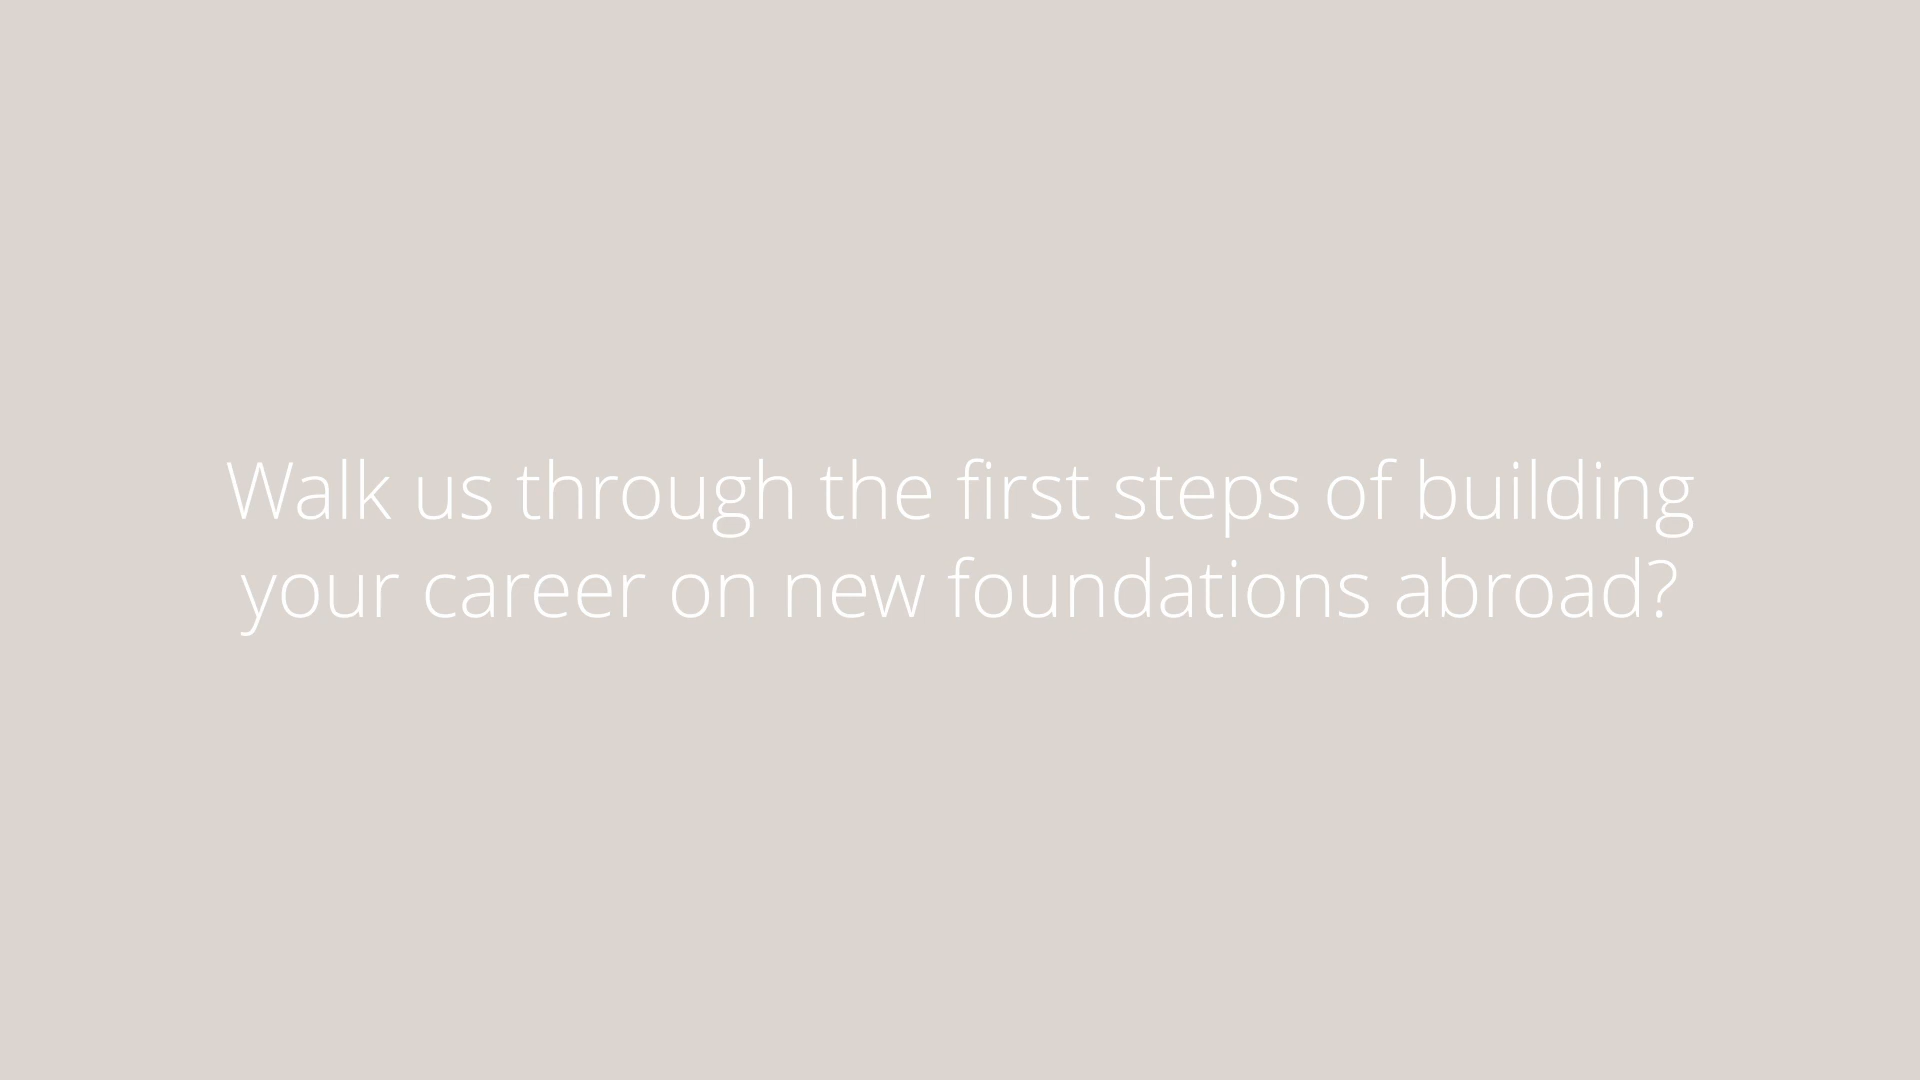 Walk us through the first steps of building
your career on new foundations abroad?